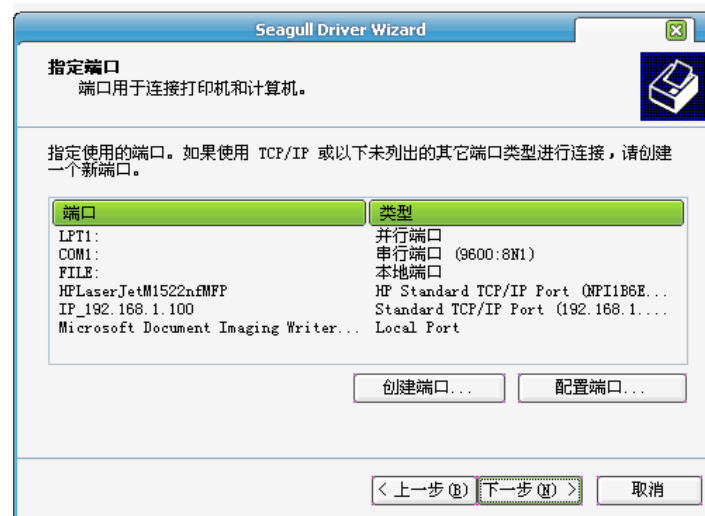 Seagull Driver Wizard
指定端口
端口用于连接打印机和计算机。
指定使用的端口。如果使用 TCP/IP 或以下未列出的其它端口类型进行连接，请创建
一个新端口。
端口 类型
LPT1: 并行端口
COM1: 串行端口 (9600:8N1)
FILE: 本地端口
HPLaserJetM1522nfMFP HP Standard TCP/IP Port (NPI1B6E...
IP_192.168.1.100 Standard TCP/IP Port (192.168.1....
Microsoft Document Imaging Writer... Local Port
创建端口... 配置端口...
< 上一步(B) 下一步(N) > 取消